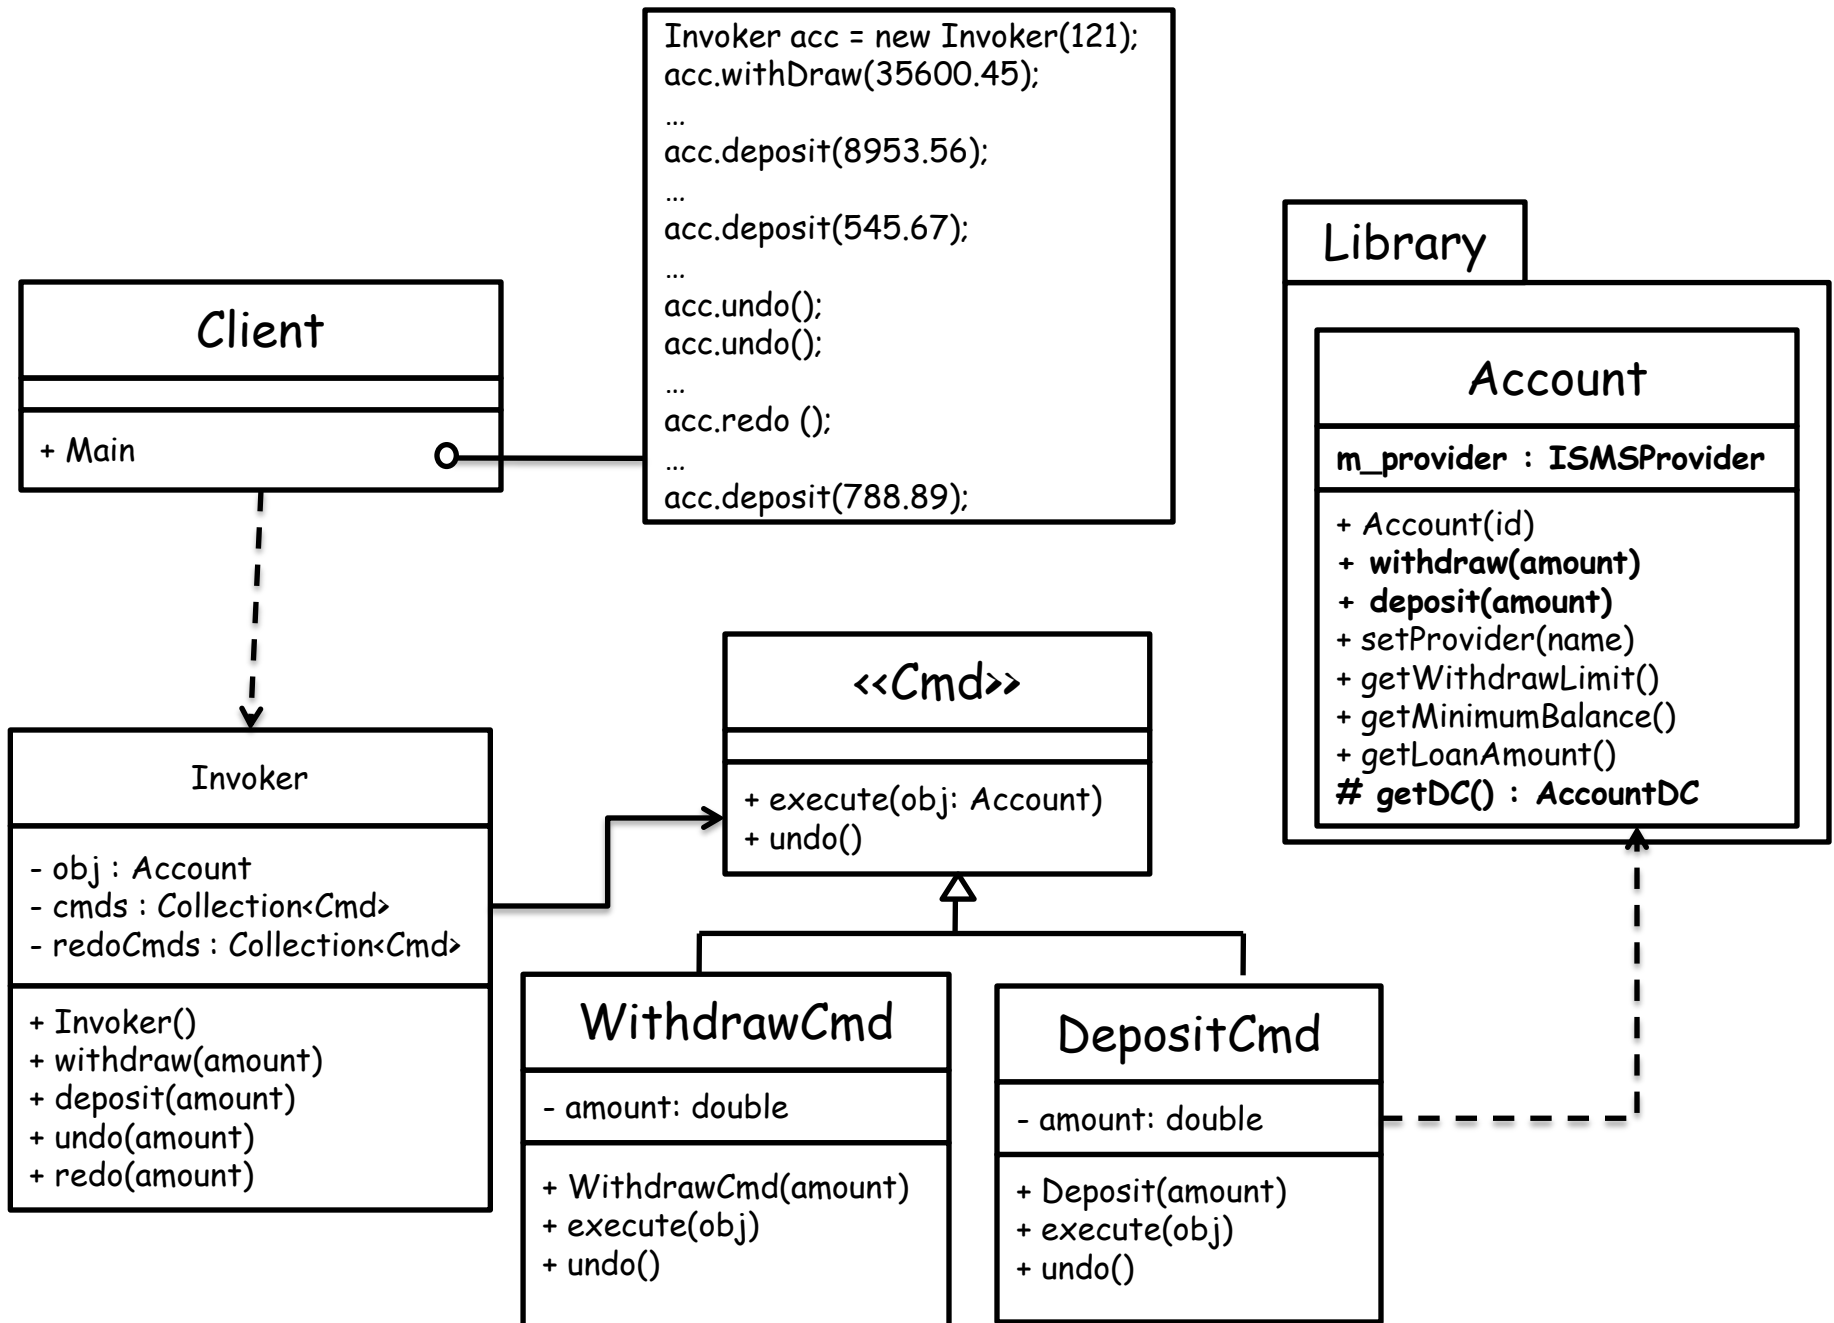 Invoker acc = new Invoker(121);
acc.withDraw(35600.45);
...
acc.deposit(8953.56);
...
acc.deposit(545.67);
...
acc.undo();
acc.undo();
...
acc.redo ();
...
acc.deposit(788.89);
Client
+ Main
Library
Account
m_provider : ISMSProvider
+ Account(id)
+ withdraw(amount)
+ deposit(amount)
+ setProvider(name)
+ getWithdrawLimit()
+ getMinimumBalance()
+ getLoanAmount()
# getDC() : AccountDC
<<Cmd>>
+ execute(obj: Account)
+ undo()
Invoker
- obj : Account
- cmds : Collection<Cmd>
- redoCmds : Collection<Cmd>
+ Invoker()
+ withdraw(amount)
+ deposit(amount)
+ undo(amount)
+ redo(amount)
WithdrawCmd
- amount: double
+ WithdrawCmd(amount)
+ execute(obj)
+ undo()
DepositCmd
- amount: double
+ Deposit(amount)
+ execute(obj)
+ undo()